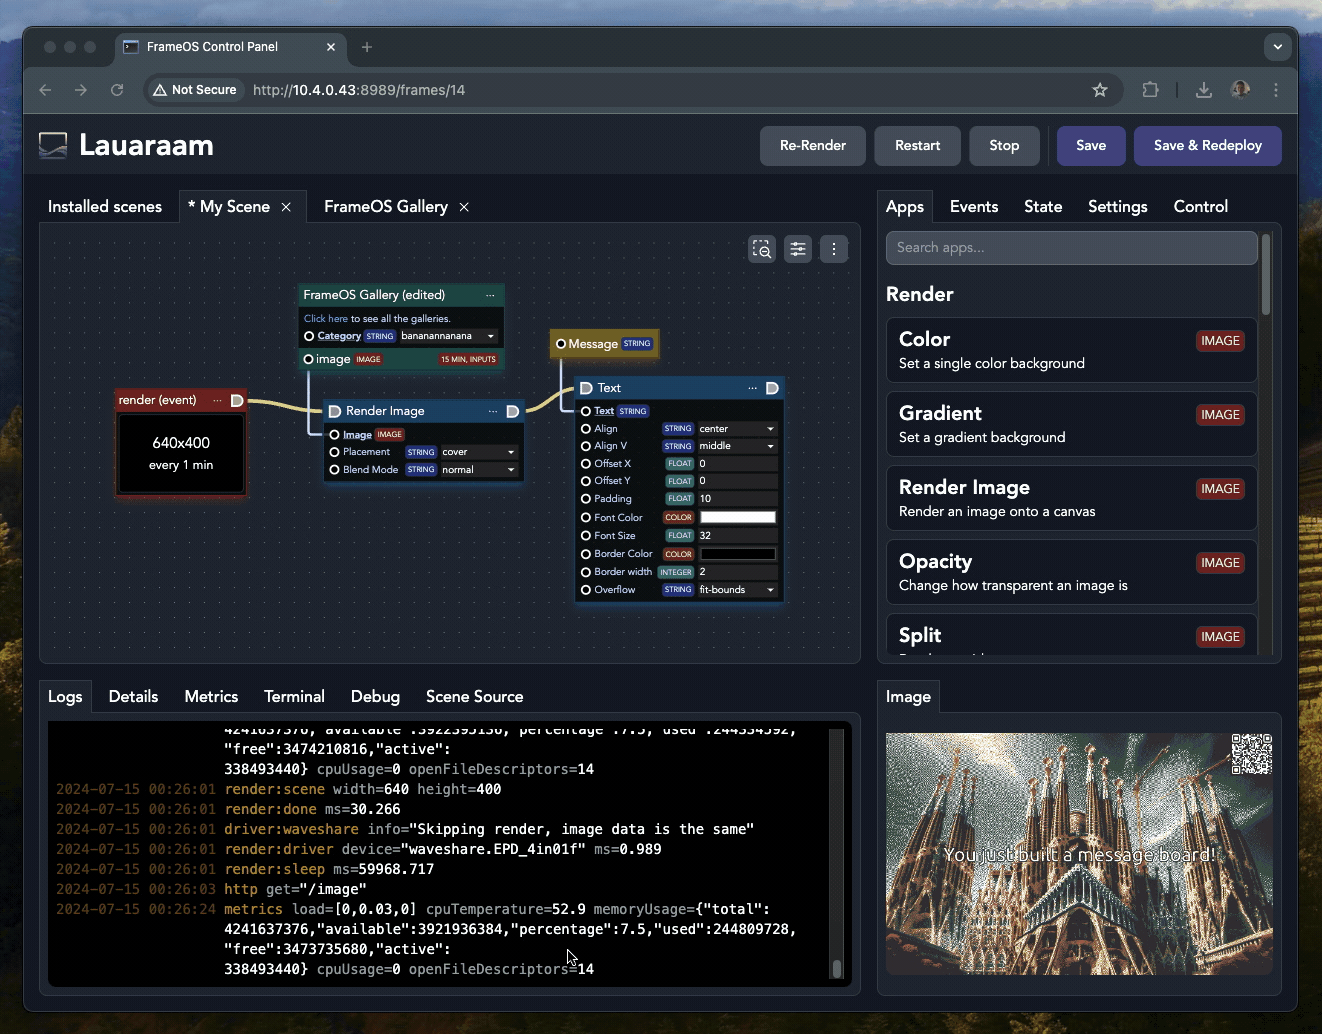 FrameOS Control Panel
Not Secure
http://10.4.0.43:8989/frames/14
Lauaraam
Re-Render
Restart
Stop
Save
Save & Redeploy
Installed scenes
* My Scene
FrameOS Gallery
Apps
Events
State
Settings
Control
FrameOS Gallery (edited)
Click here to see all the galleries.
Category STRING bananannanana
image IMAGE 15 MIN, INPUTS
Message STRING
render (event)
640x400
every 1 min
Render Image
Image IMAGE
Placement STRING cover
Blend Mode STRING normal
Text
Text STRING
Align STRING center
Align V STRING middle
Offset X FLOAT 0
Offset Y FLOAT 0
Padding FLOAT 10
Font Color COLOR
Font Size FLOAT 32
Border Color COLOR
Border width INTEGER 2
Overflow STRING fit-bounds
Search apps...
Render
Color IMAGE
Set a single color background
Gradient IMAGE
Set a gradient background
Render Image IMAGE
Render an image onto a canvas
Opacity IMAGE
Change how transparent an image is
Split IMAGE
Logs
Details
Metrics
Terminal
Debug
Scene Source
"free":3474210816,"active":
338493440} cpuUsage=0 openFileDescriptors=14
2024-07-15 00:26:01 render:scene width=640 height=400
2024-07-15 00:26:01 render:done ms=30.266
2024-07-15 00:26:01 driver:waveshare info="Skipping render, image data is the same"
2024-07-15 00:26:01 render:driver device="waveshare.EPD_4in01f" ms=0.989
2024-07-15 00:26:01 render:sleep ms=59968.717
2024-07-15 00:26:03 http get="/image"
2024-07-15 00:26:24 metrics load=[0,0.03,0] cpuTemperature=52.9 memoryUsage={"total":
4241637376,"available":3921936384,"percentage":7.5,"used":244809728,
"free":3473735680,"active":
338493440} cpuUsage=0 openFileDescriptors=14
Image
You just built a message board!